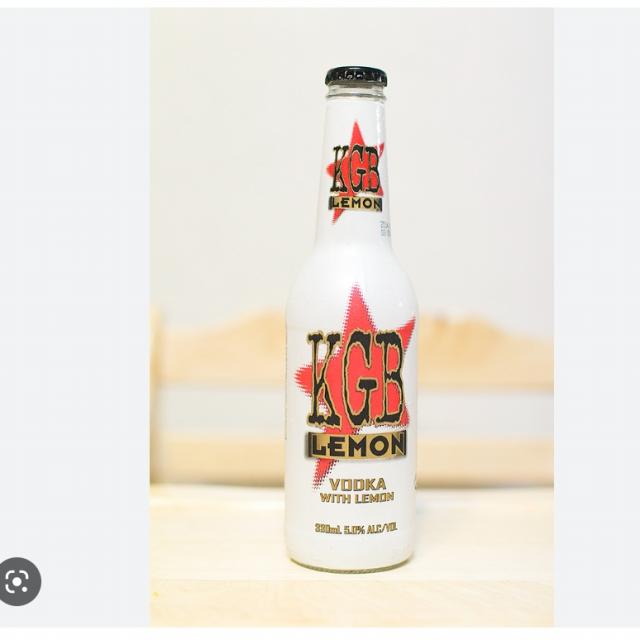 KGB
LEMON
KGB
LEMON
VODKA
WITH LEMON
330ml 5.0% ALC/VOL